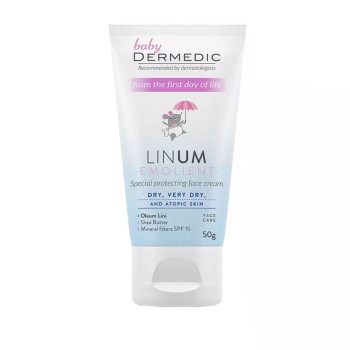 baby
DERMEDIC
Recommended by dermatologists
from the first day of life
LINUM
EMOLIENT
Special protecting face cream
DRY, VERY DRY,
AND ATOPIC SKIN
• Oleum Lini
• Shea Butter
• Mineral Filters SPF 15
FACE
CARE
50g